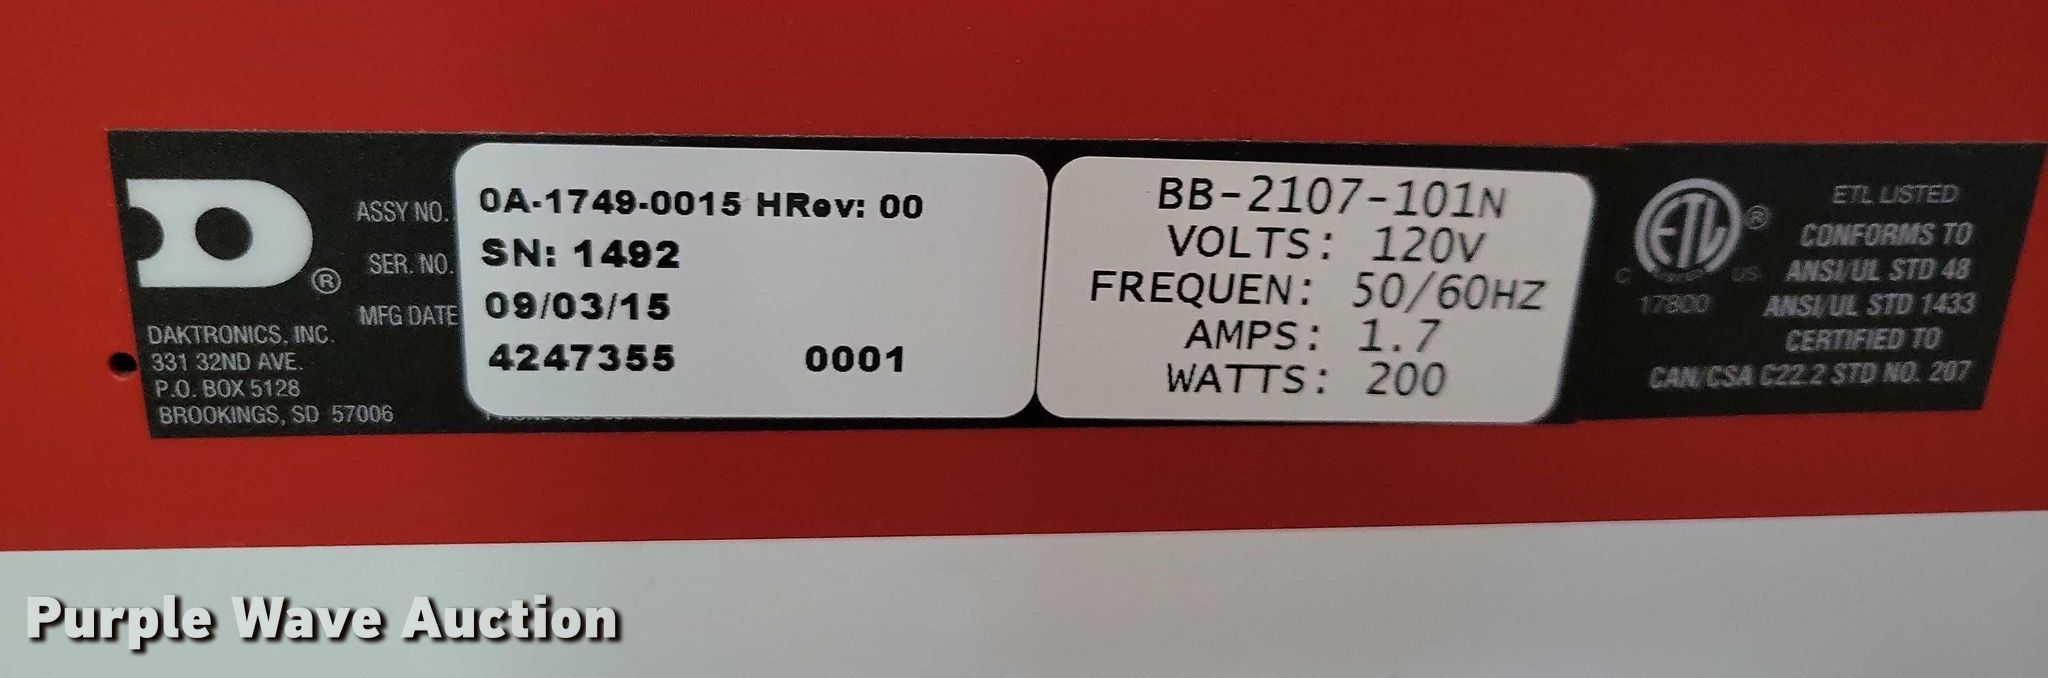 ASSY NO. 0A-1749-0015 HRev: 00
SER. NO. SN: 1492
MFG DATE 09/03/15
4247355 0001
DAKTRONICS, INC.
331 32ND AVE.
P.O. BOX 5128
BROOKINGS, SD 57006
BB-2107-101N
VOLTS: 120V
FREQUEN: 50/60HZ
AMPS: 1.7
WATTS: 200
ETL ®
C US
17800
ETL LISTED
CONFORMS TO
ANSI/UL STD 48
ANSI/UL STD 1433
CERTIFIED TO
CAN/CSA C22.2 STD NO. 207
Purple Wave Auction